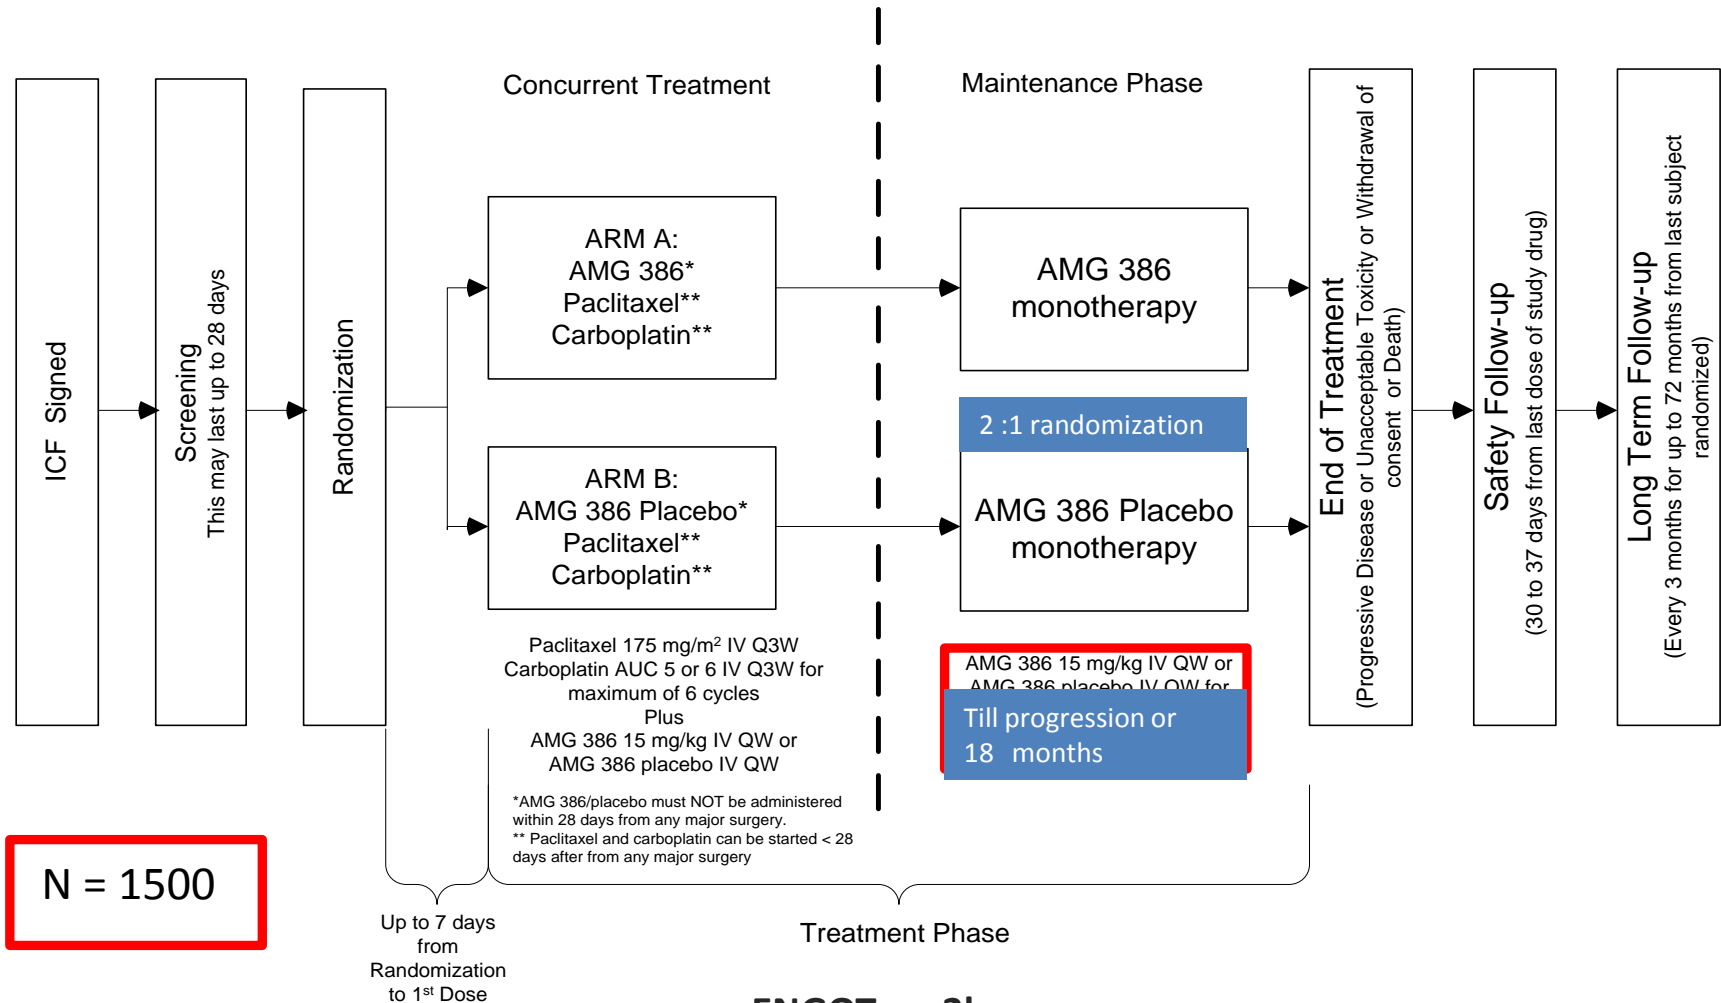 Concurrent Treatment
Maintenance Phase
ICF Signed
Screening
This may last up to 28 days
Randomization
ARM A:
AMG 386*
Paclitaxel**
Carboplatin**
AMG 386
monotherapy
2 :1 randomization
ARM B:
AMG 386 Placebo*
Paclitaxel**
Carboplatin**
AMG 386 Placebo
monotherapy
Paclitaxel 175 mg/m² IV Q3W
Carboplatin AUC 5 or 6 IV Q3W for
maximum of 6 cycles
Plus
AMG 386 15 mg/kg IV QW or
AMG 386 placebo IV QW
*AMG 386/placebo must NOT be administered
within 28 days from any major surgery.
** Paclitaxel and carboplatin can be started < 28
days after from any major surgery
AMG 386 15 mg/kg IV QW or
AMG 386 placebo IV QW for
Till progression or
18 months
End of Treatment
(Progressive Disease or Unacceptable Toxicity or Withdrawal of
consent or Death)
Safety Follow-up
(30 to 37 days from last dose of study drug)
Long Term Follow-up
(Every 3 months for up to 72 months from last subject
randomized)
N = 1500
Up to 7 days
from
Randomization
to 1st Dose
Treatment Phase